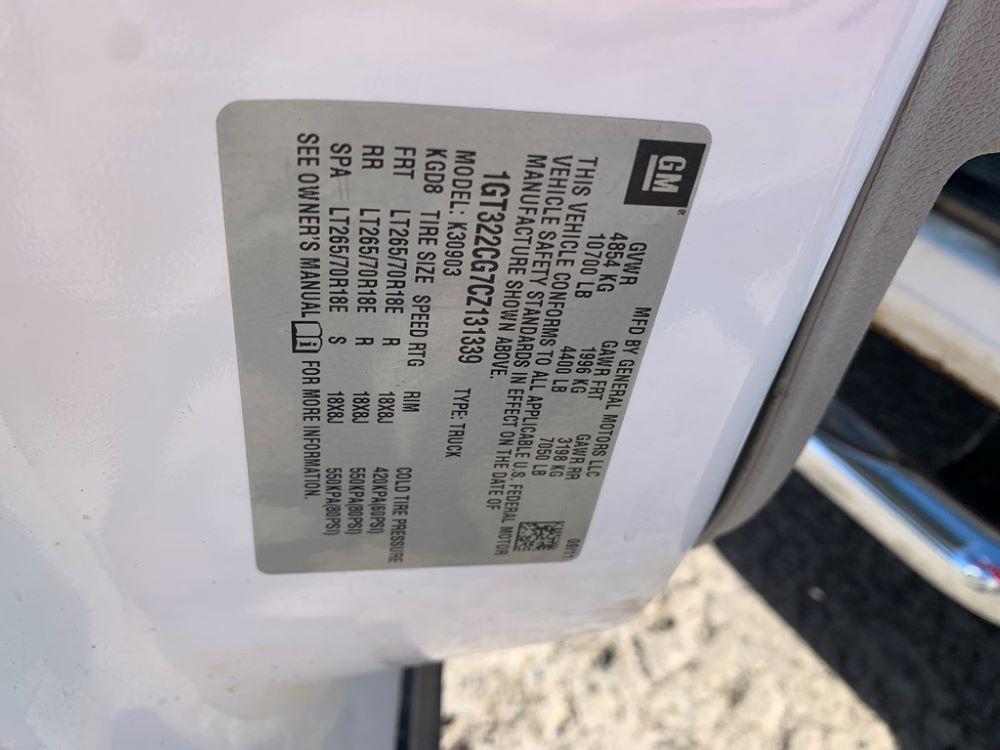 GM
MFD BY GENERAL MOTORS LLC 09/11
GVWR GAWR FRT GAWR RR
4854 KG 1996 KG 3198 KG
10700 LB 4400 LB 7050 LB
THIS VEHICLE CONFORMS TO ALL APPLICABLE U.S. FEDERAL MOTOR
VEHICLE SAFETY STANDARDS IN EFFECT ON THE DATE OF
MANUFACTURE SHOWN ABOVE.
1GT322CG7CZ131339
MODEL: K30903 TYPE: TRUCK
KGD8 TIRE SIZE SPEED RTG RIM COLD TIRE PRESSURE
FRT LT265/70R18E R 18X8J 420KPA(60PSI)
RR LT265/70R18E R 18X8J 550KPA(80PSI)
SPA LT265/70R18E S 18X8J 550KPA(80PSI)
SEE OWNER'S MANUAL FOR MORE INFORMATION.